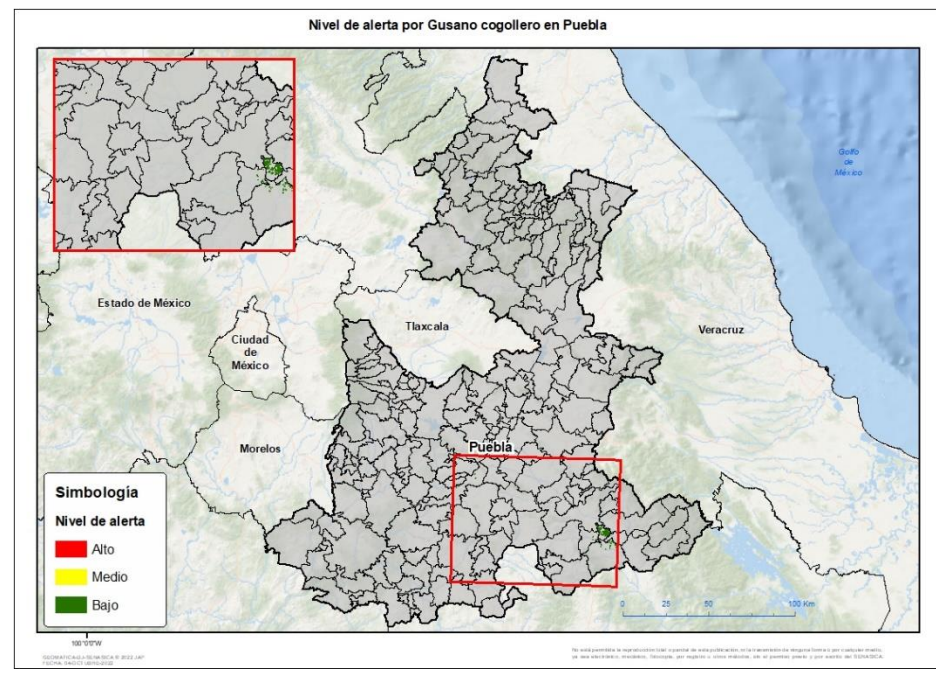 Nivel de alerta por Gusano cogollero en Puebla
Golfo
de
México
Estado de México
Tlaxcala
Veracruz
Ciudad
de
México
Morelos
Puebla
Simbología
Nivel de alerta
Alto
Medio
Bajo
0 25 50 100 Km
100°0'0"W